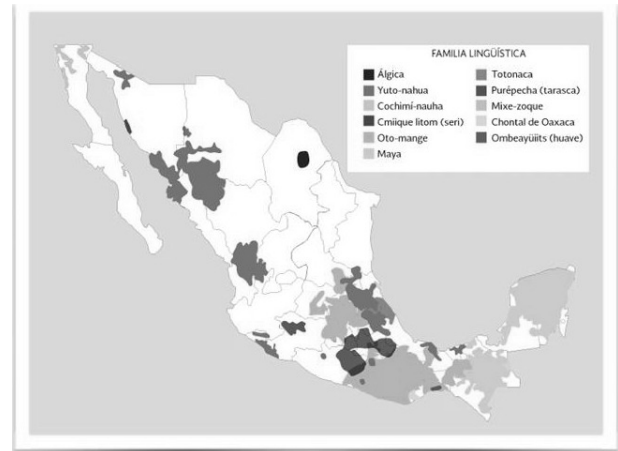 FAMILIA LINGÜÍSTICA
Álgica
Yuto-nahua
Cochimí-nauha
Cmiique litom (seri)
Oto-mange
Maya
Totonaca
Purépecha (tarasca)
Mixe-zoque
Chontal de Oaxaca
Ombeayüiits (huave)